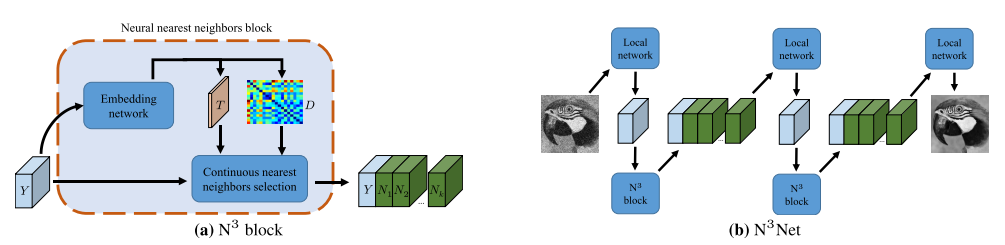 Neural nearest neighbors block
Embedding
network
T
D
Y
Continuous nearest
neighbors selection
Y N₁ N₂ ... Nₖ
(a) N³ block
Local
network
N³
block
...
Local
network
N³
block
...
Local
network
(b) N³Net